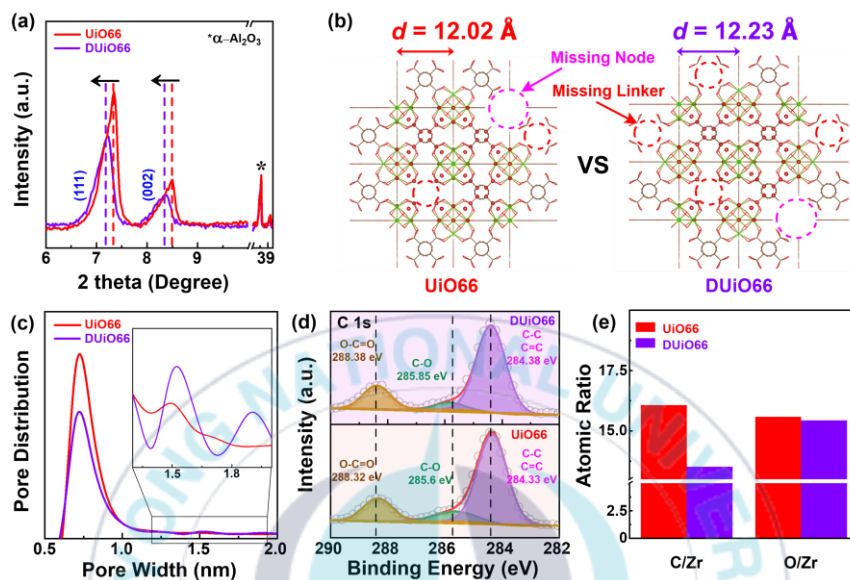 (a)
UiO66
DUiO66
*α-Al2O3
(111)
(002)
*
Intensity (a.u.)
6 7 8 9 39
2 theta (Degree)
(b)
d = 12.02 Å
d = 12.23 Å
Missing Node
Missing Linker
VS
UiO66
DUiO66
(c)
UiO66
DUiO66
1.5 1.8
Pore Distribution
0.5 1.0 1.5 2.0
Pore Width (nm)
(d)
C 1s
DUiO66
O-C=O
288.38 eV
C-O
285.85 eV
C-C
C=C
284.38 eV
UiO66
O-C=O
288.32 eV
C-O
285.6 eV
C-C
C=C
284.33 eV
Intensity (a.u.)
290 288 286 284 282
Binding Energy (eV)
(e)
UiO66
DUiO66
Atomic Ratio
17.5
15.0
2.5
0.0
C/Zr O/Zr